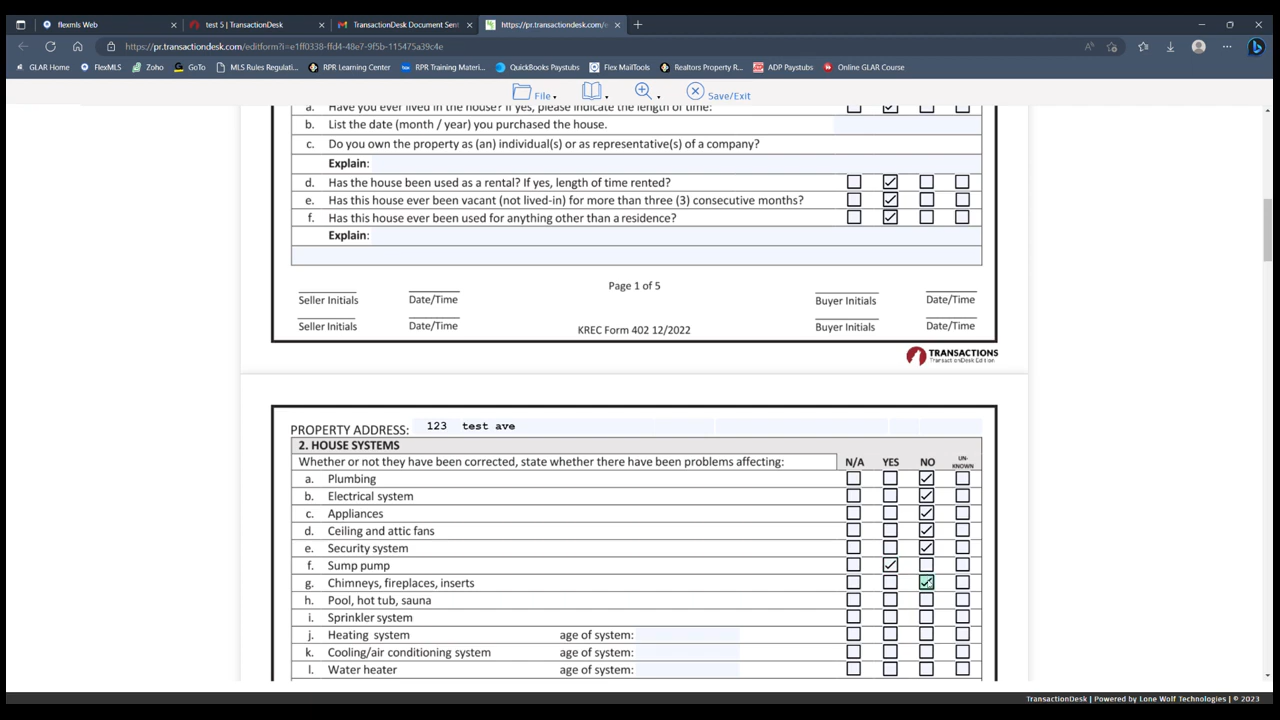 flexmls Web
test 5 | TransactionDesk
TransactionDesk Document Sent
https://pr.transactiondesk.com/e
https://pr.transactiondesk.com/editform?i=e1ff0338-ffd4-48e7-9f5b-115475a39c4e
GLAR Home FlexMLS Zoho GoTo MLS Rules Regulati... RPR Learning Center RPR Training Materi... QuickBooks Paystubs Flex MailTools Realtors Property R... ADP Paystubs Online GLAR Course
File Save/Exit
a. Have you ever lived in the house? If yes, please indicate the length of time:
b. List the date (month / year) you purchased the house.
c. Do you own the property as (an) individual(s) or as representative(s) of a company?
Explain:
d. Has the house been used as a rental? If yes, length of time rented?
e. Has this house ever been vacant (not lived-in) for more than three (3) consecutive months?
f. Has this house ever been used for anything other than a residence?
Explain:
Page 1 of 5
Seller Initials Date/Time Buyer Initials Date/Time
Seller Initials Date/Time KREC Form 402 12/2022 Buyer Initials Date/Time
TRANSACTIONS
TransactionDesk Edition
PROPERTY ADDRESS: 123 test ave
2. HOUSE SYSTEMS
Whether or not they have been corrected, state whether there have been problems affecting: N/A YES NO UN-KNOWN
a. Plumbing
b. Electrical system
c. Appliances
d. Ceiling and attic fans
e. Security system
f. Sump pump
g. Chimneys, fireplaces, inserts
h. Pool, hot tub, sauna
i. Sprinkler system
j. Heating system age of system:
k. Cooling/air conditioning system age of system:
l. Water heater age of system:
TransactionDesk | Powered by Lone Wolf Technologies | © 2023